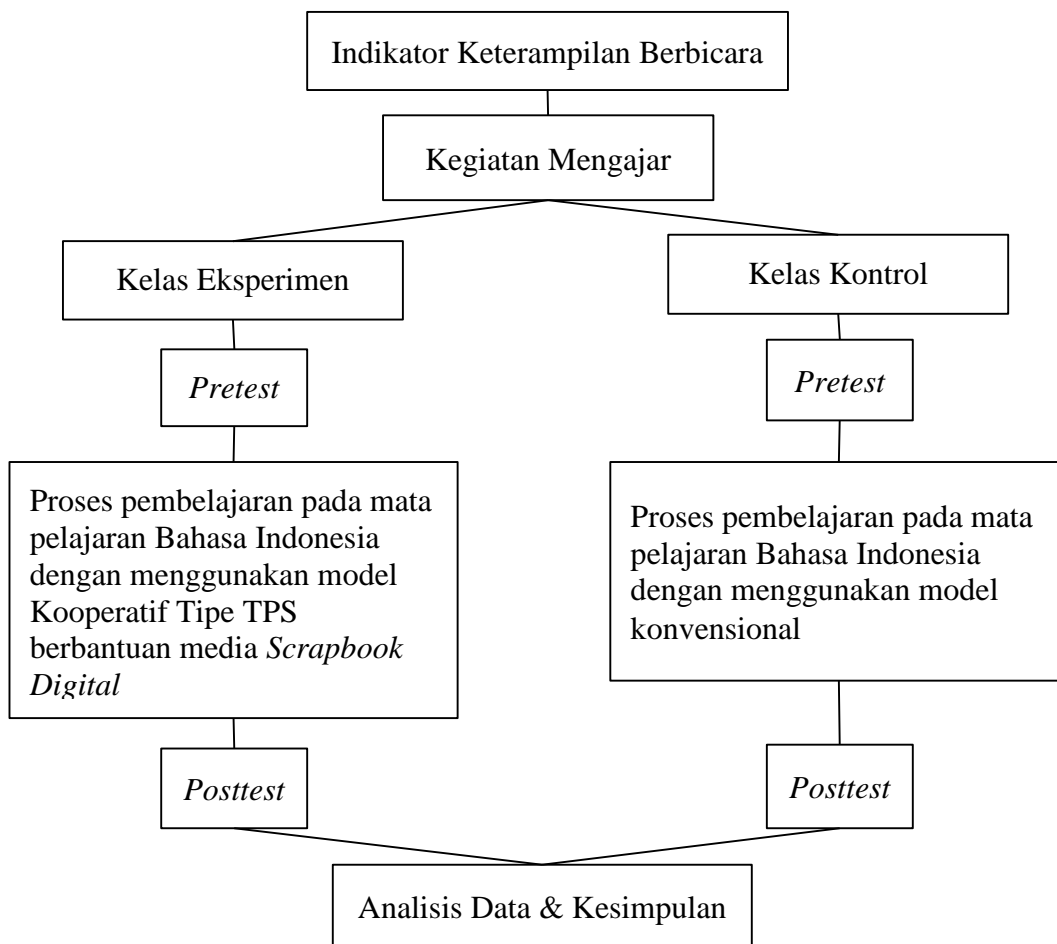 Indikator Keterampilan Berbicara
Kegiatan Mengajar
Kelas Eksperimen
Kelas Kontrol
Pretest
Pretest
Proses pembelajaran pada mata
pelajaran Bahasa Indonesia
dengan menggunakan model
Kooperatif Tipe TPS
berbantuan media Scrapbook
Digital
Proses pembelajaran pada mata
pelajaran Bahasa Indonesia
dengan menggunakan model
konvensional
Posttest
Posttest
Analisis Data & Kesimpulan